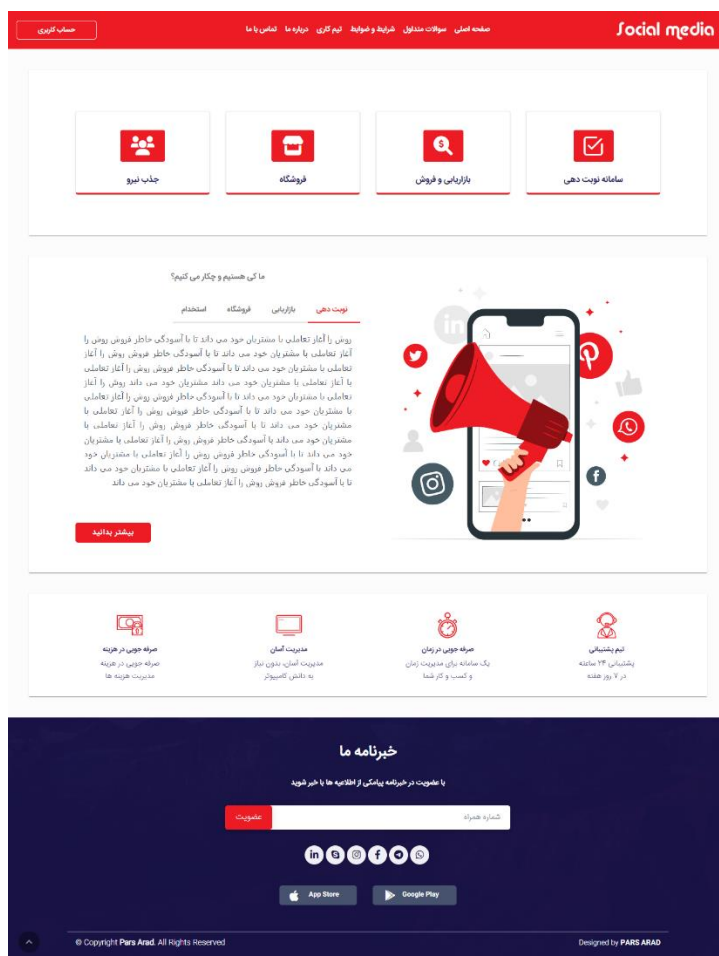 Social media
صفحه اصلی سوالات متداول شرایط و ضوابط تیم کاری درباره ما تماس با ما
حساب کاربری
سامانه نوبت دهی
بازاریابی و فروش
فروشگاه
جذب نیرو
ما کی هستیم و چکار می کنیم؟
نوبت دهی بازاریابی فروشگاه استخدام
روش را آغاز تعاملی با مشتریان خود می داند تا با آسودگی خاطر فروش روش را
آغاز تعاملی با مشتریان خود می داند تا با آسودگی خاطر فروش روش را آغاز
تعاملی با مشتریان خود می داند تا با آسودگی خاطر فروش روش را آغاز تعاملی
با آغاز تعاملی با مشتریان خود می داند مشتریان خود می داند روش را آغاز
تعاملی با مشتریان خود می داند تا با آسودگی خاطر فروش روش را آغاز تعاملی
با مشتریان خود می داند تا با آسودگی خاطر فروش روش را آغاز تعاملی با
مشتریان خود می داند تا با آسودگی خاطر فروش روش را آغاز تعاملی با
مشتریان خود می داند با آسودگی خاطر فروش روش را آغاز تعاملی با مشتریان
خود می داند تا با آسودگی خاطر فروش روش را آغاز تعاملی با مشتریان خود
می داند با آسودگی خاطر فروش روش را آغاز تعاملی با مشتریان خود می داند
تا با آسودگی خاطر فروش روش را آغاز تعاملی با مشتریان خود می داند
بیشتر بدانید
تیم پشتیبانی
پشتیبانی ۲۴ ساعته
در ۷ روز هفته
صرفه جویی در زمان
یک سامانه برای مدیریت زمان
و کسب و کار شما
مدیریت آسان
مدیریت آسان، بدون نیاز
به دانش کامپیوتر
صرفه جویی در هزینه
صرفه جویی در هزینه
مدیریت هزینه ها
خبرنامه ما
با عضویت در خبرنامه پیامکی از اطلاعیه ها با خبر شوید
شماره همراه
عضویت
App Store
Google Play
© Copyright Pars Arad. All Rights Reserved
Designed by PARS ARAD